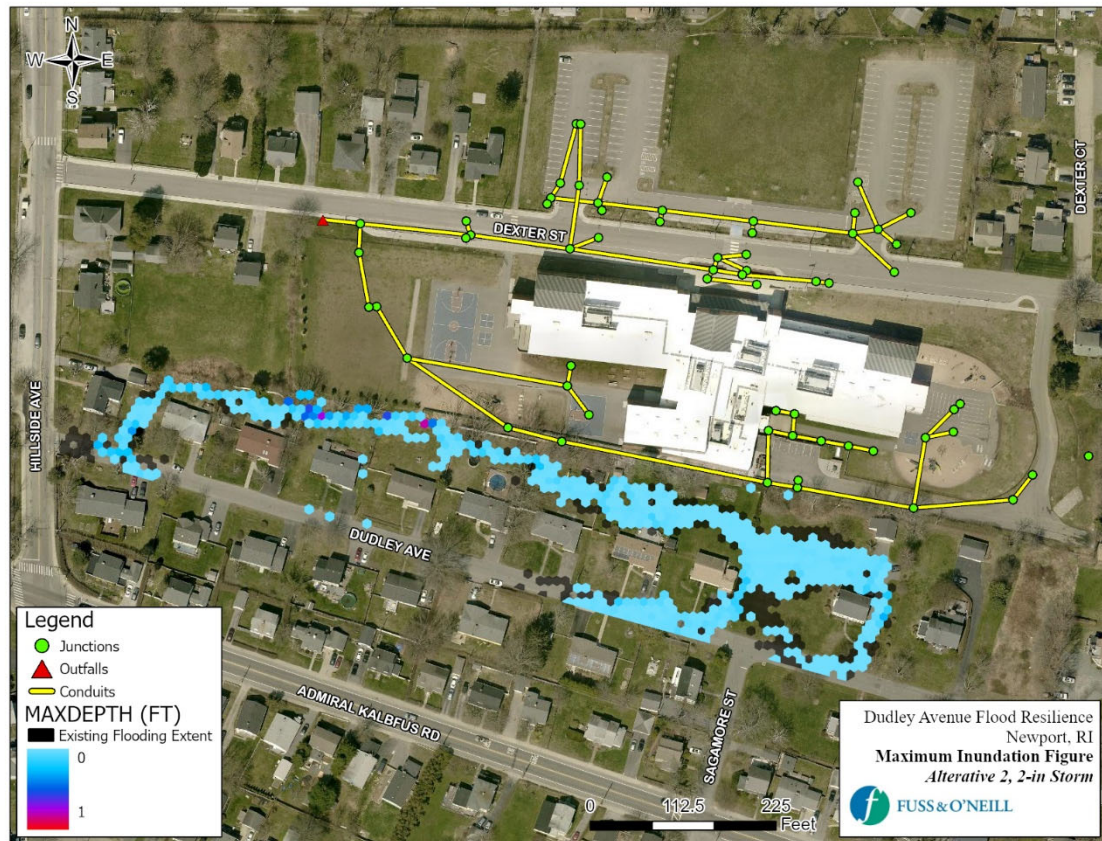 N
W E
S
DEXTER CT
DEXTER ST
HILLSIDE AVE
DUDLEY AVE
ADMIRAL KALBFUS RD
SAGAMORE ST
Legend
Junctions
Outfalls
Conduits
MAXDEPTH (FT)
Existing Flooding Extent
0
1
0 112.5 225
Feet
Dudley Avenue Flood Resilience
Newport, RI
Maximum Inundation Figure
Alterative 2, 2-in Storm
f
FUSS & O'NEILL